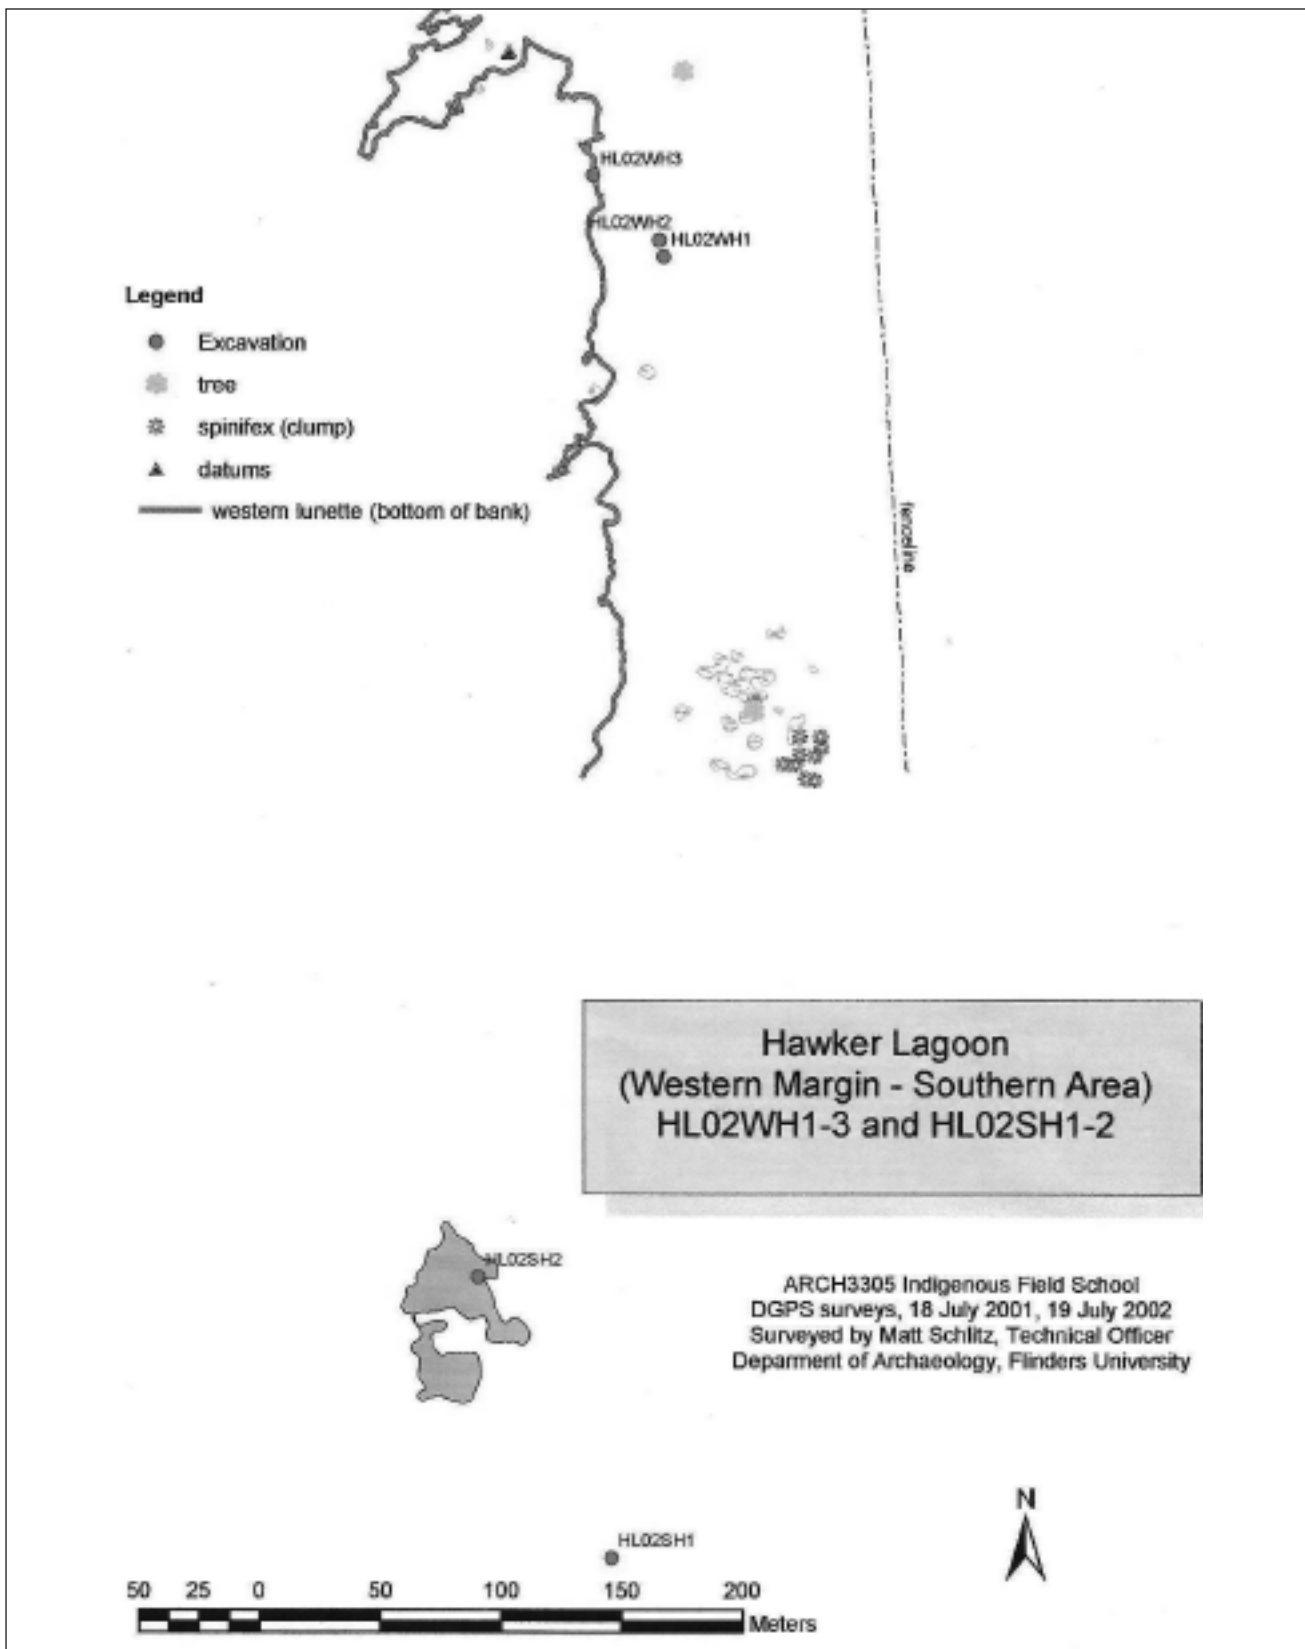 HL02WH3
HL02WH2
HL02WH1
Legend
Excavation
tree
spinifex (clump)
datums
western lunette (bottom of bank)
fenceline
Hawker Lagoon
(Western Margin - Southern Area)
HL02WH1-3 and HL02SH1-2
HL02SH2
ARCH3305 Indigenous Field School
DGPS surveys, 18 July 2001, 19 July 2002
Surveyed by Matt Schlitz, Technical Officer
Deparment of Archaeology, Flinders University
N
HL02SH1
50 25 0 50 100 150 200
Meters